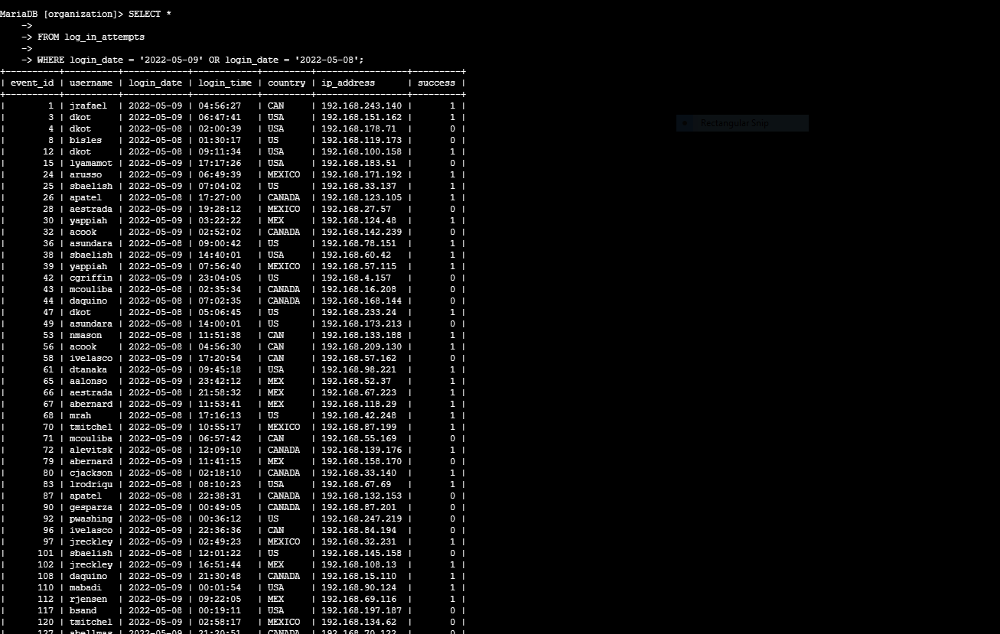 MariaDB [organization]> SELECT *
    ->
    -> FROM log_in_attempts
    ->
    -> WHERE login_date = '2022-05-09' OR login_date = '2022-05-08';
+----------+----------+------------+------------+---------+-----------------+---------+
| event_id | username | login_date | login_time | country | ip_address | success |
+----------+----------+------------+------------+---------+-----------------+---------+
| 1 | jrafael | 2022-05-09 | 04:56:27 | CAN | 192.168.243.140 | 1 |
| 3 | dkot | 2022-05-09 | 06:47:41 | USA | 192.168.151.162 | 1 |
| 4 | dkot | 2022-05-08 | 02:00:39 | USA | 192.168.178.71 | 0 |
| 8 | bisles | 2022-05-08 | 01:30:17 | US | 192.168.119.173 | 0 |
| 12 | dkot | 2022-05-08 | 09:11:34 | USA | 192.168.100.158 | 1 |
| 15 | lyamamot | 2022-05-09 | 17:17:26 | USA | 192.168.183.51 | 0 |
| 24 | arusso | 2022-05-09 | 06:49:39 | MEXICO | 192.168.171.192 | 1 |
| 25 | sbaelish | 2022-05-09 | 07:04:02 | US | 192.168.33.137 | 1 |
| 26 | apatel | 2022-05-08 | 17:27:00 | CANADA | 192.168.123.105 | 1 |
| 28 | aestrada | 2022-05-09 | 19:28:12 | MEXICO | 192.168.27.57 | 0 |
| 30 | yappiah | 2022-05-09 | 03:22:22 | MEX | 192.168.124.48 | 1 |
| 32 | acook | 2022-05-09 | 02:52:02 | CANADA | 192.168.142.239 | 0 |
| 36 | asundara | 2022-05-08 | 09:00:42 | US | 192.168.78.151 | 1 |
| 38 | sbaelish | 2022-05-09 | 14:40:01 | USA | 192.168.60.42 | 1 |
| 39 | yappiah | 2022-05-09 | 07:56:40 | MEXICO | 192.168.57.115 | 1 |
| 42 | cgriffin | 2022-05-09 | 23:04:05 | US | 192.168.4.157 | 0 |
| 43 | mcouliba | 2022-05-08 | 02:35:34 | CANADA | 192.168.16.208 | 0 |
| 44 | daquino | 2022-05-08 | 07:02:35 | CANADA | 192.168.168.144 | 0 |
| 47 | dkot | 2022-05-08 | 05:06:45 | US | 192.168.233.24 | 1 |
| 49 | asundara | 2022-05-08 | 14:00:01 | US | 192.168.173.213 | 0 |
| 53 | nmason | 2022-05-08 | 11:51:38 | CAN | 192.168.133.188 | 1 |
| 56 | acook | 2022-05-08 | 04:56:30 | CAN | 192.168.209.130 | 1 |
| 58 | ivelasco | 2022-05-09 | 17:20:54 | CAN | 192.168.57.162 | 0 |
| 61 | dtanaka | 2022-05-09 | 09:45:18 | USA | 192.168.98.221 | 1 |
| 65 | aalonso | 2022-05-09 | 23:42:12 | MEX | 192.168.52.37 | 1 |
| 66 | aestrada | 2022-05-08 | 21:58:32 | MEX | 192.168.67.223 | 1 |
| 67 | abernard | 2022-05-09 | 11:53:41 | MEX | 192.168.118.29 | 1 |
| 68 | mrah | 2022-05-08 | 17:16:13 | US | 192.168.42.248 | 1 |
| 70 | tmitchel | 2022-05-09 | 10:55:17 | MEXICO | 192.168.87.199 | 1 |
| 71 | mcouliba | 2022-05-09 | 06:57:42 | CAN | 192.168.55.169 | 0 |
| 72 | alevitsk | 2022-05-08 | 12:09:10 | CANADA | 192.168.139.176 | 1 |
| 79 | abernard | 2022-05-09 | 11:41:15 | MEX | 192.168.158.170 | 0 |
| 80 | cjackson | 2022-05-08 | 02:18:10 | CANADA | 192.168.33.140 | 1 |
| 83 | lrodriqu | 2022-05-08 | 08:10:23 | USA | 192.168.67.69 | 1 |
| 87 | apatel | 2022-05-08 | 22:38:31 | CANADA | 192.168.132.153 | 0 |
| 90 | gesparza | 2022-05-09 | 00:49:05 | CANADA | 192.168.87.201 | 0 |
| 92 | pwashing | 2022-05-08 | 00:36:12 | US | 192.168.247.219 | 0 |
| 96 | ivelasco | 2022-05-09 | 22:36:36 | CAN | 192.168.84.194 | 0 |
| 97 | jreckley | 2022-05-09 | 02:49:23 | MEXICO | 192.168.32.231 | 1 |
| 101 | sbaelish | 2022-05-08 | 12:01:22 | US | 192.168.145.158 | 0 |
| 102 | jreckley | 2022-05-09 | 16:51:44 | MEX | 192.168.108.13 | 1 |
| 108 | daquino | 2022-05-09 | 21:30:48 | CANADA | 192.168.15.110 | 1 |
| 110 | mabadi | 2022-05-09 | 00:01:54 | USA | 192.168.90.124 | 1 |
| 112 | rjensen | 2022-05-09 | 09:22:05 | MEX | 192.168.69.116 | 1 |
| 117 | bsand | 2022-05-08 | 00:19:11 | USA | 192.168.197.187 | 0 |
| 120 | tmitchel | 2022-05-09 | 02:58:17 | MEXICO | 192.168.134.62 | 0 |
| 127 | abellmas | 2022-05-09 | 21:20:51 | CANADA | 192.168.70.122 | 0 |
Rectangular Snip